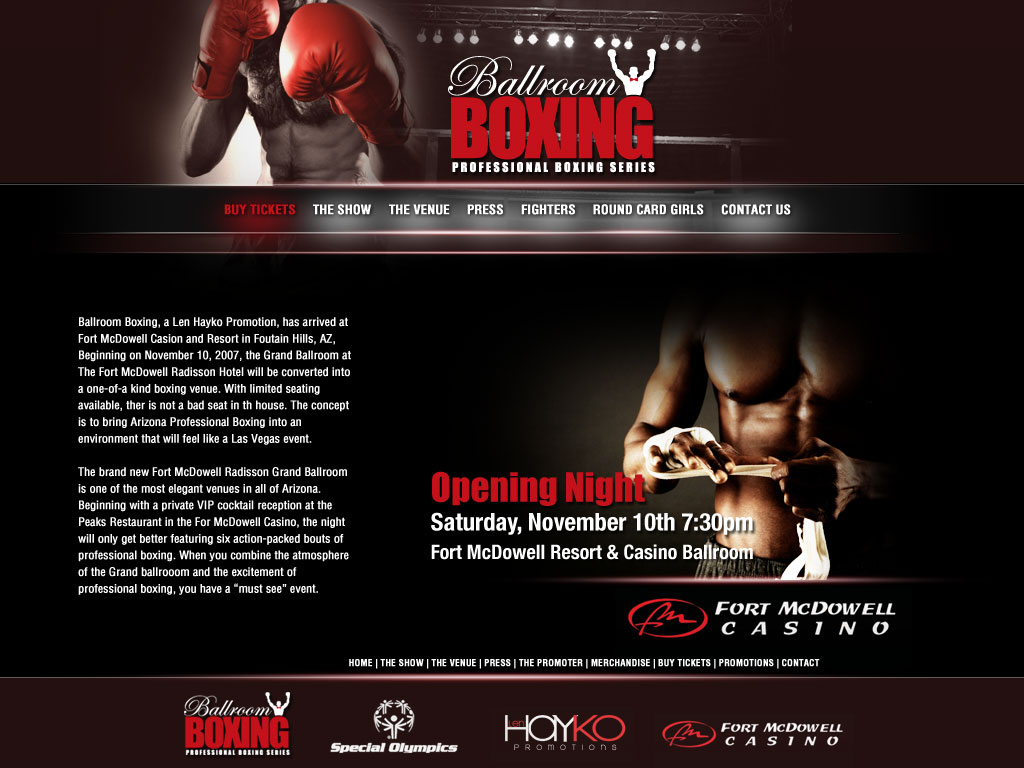 Ballroom
BOXING
PROFESSIONAL BOXING SERIES
BUY TICKETS THE SHOW THE VENUE PRESS FIGHTERS ROUND CARD GIRLS CONTACT US
Ballroom Boxing, a Len Hayko Promotion, has arrived at
Fort McDowell Casion and Resort in Foutain Hills, AZ,
Beginning on November 10, 2007, the Grand Ballroom at
The Fort McDowell Radisson Hotel will be converted into
a one-of-a kind boxing venue. With limited seating
available, ther is not a bad seat in th house. The concept
is to bring Arizona Professional Boxing into an
environment that will feel like a Las Vegas event.
The brand new Fort McDowell Radisson Grand Ballroom
is one of the most elegant venues in all of Arizona.
Beginning with a private VIP cocktail reception at the
Peaks Restaurant in the For McDowell Casino, the night
will only get better featuring six action-packed bouts of
professional boxing. When you combine the atmosphere
of the Grand ballrooom and the excitement of
professional boxing, you have a “must see” event.
Opening Night
Saturday, November 10th 7:30pm
Fort McDowell Resort & Casino Ballroom
FORT MCDOWELL
CASINO
HOME | THE SHOW | THE VENUE | PRESS | THE PROMOTER | MERCHANDISE | BUY TICKETS | PROMOTIONS | CONTACT
Ballroom
BOXING
PROFESSIONAL BOXING SERIES
Special Olympics
Len HAYKO
PROMOTIONS
FORT MCDOWELL
CASINO